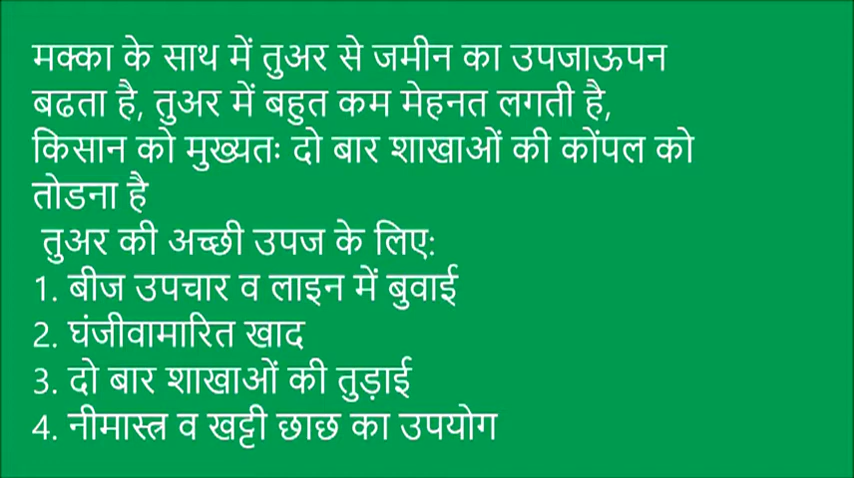 मक्का के साथ में तुअर से जमीन का उपजाऊपन
बढता है, तुअर में बहुत कम मेहनत लगती है,
किसान को मुख्यतः दो बार शाखाओं की कोंपल को
तोडना है
तुअर की अच्छी उपज के लिए:
1. बीज उपचार व लाइन में बुवाई
2. घंजीवामारित खाद
3. दो बार शाखाओं की तुड़ाई
4. नीमास्त्र व खट्टी छाछ का उपयोग